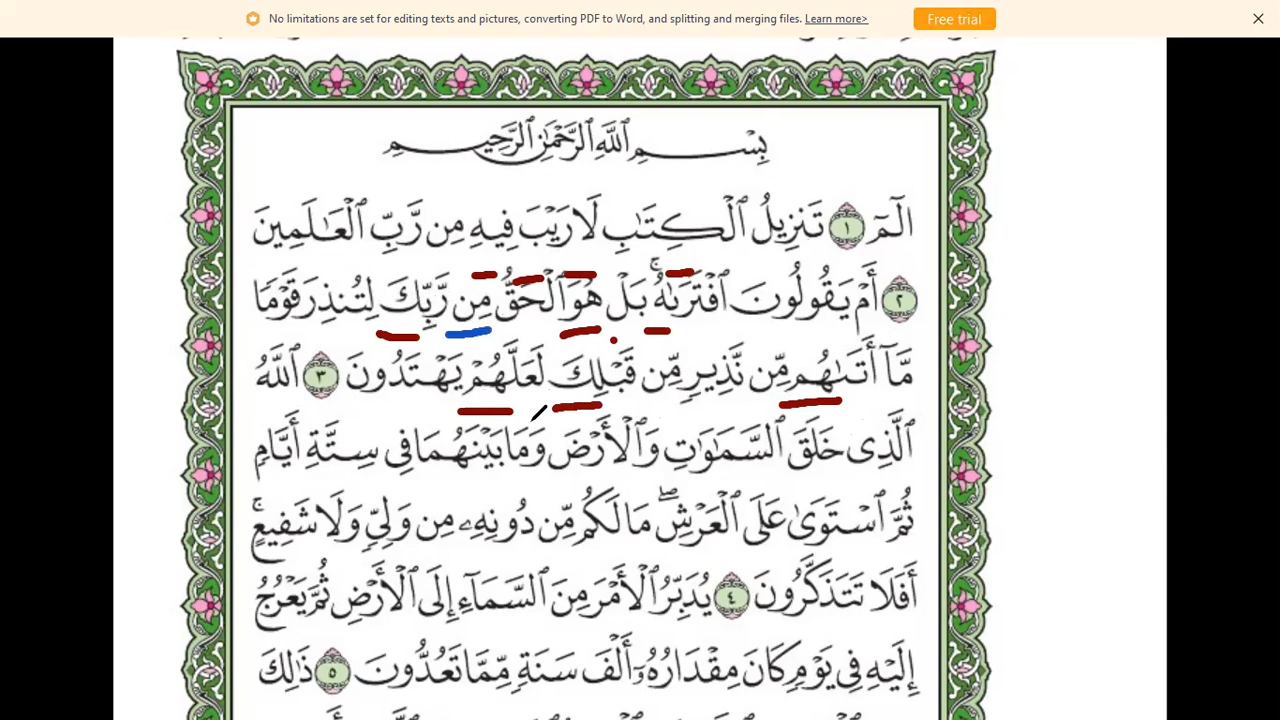 No limitations are set for editing texts and pictures, converting PDF to Word, and splitting and merging files. Learn more>
Free trial
بِسْمِ ٱللَّهِ ٱلرَّحْمَٰنِ ٱلرَّحِيمِ
الٓمٓ ١ تَنزِيلُ ٱلْكِتَٰبِ لَا رَيْبَ فِيهِ مِن رَّبِّ ٱلْعَٰلَمِينَ
٢ أَمْ يَقُولُونَ ٱفْتَرَىٰهُ ۚ بَلْ هُوَ ٱلْحَقُّ مِن رَّبِّكَ لِتُنذِرَ قَوْمًا
مَّآ أَتَىٰهُم مِّن نَّذِيرٍ مِّن قَبْلِكَ لَعَلَّهُمْ يَهْتَدُونَ ٣ ٱللَّهُ
ٱلَّذِى خَلَقَ ٱلسَّمَٰوَٰتِ وَٱلْأَرْضَ وَمَا بَيْنَهُمَا فِى سِتَّةِ أَيَّامٍ
ثُمَّ ٱسْتَوَىٰ عَلَى ٱلْعَرْشِ ۖ مَا لَكُم مِّن دُونِهِۦ مِن وَلِىٍّ وَلَا شَفِيعٍ ۚ
أَفَلَا تَتَذَكَّرُونَ ٤ يُدَبِّرُ ٱلْأَمْرَ مِنَ ٱلسَّمَآءِ إِلَى ٱلْأَرْضِ ثُمَّ يَعْرُجُ
إِلَيْهِ فِى يَوْمٍ كَانَ مِقْدَارُهُۥٓ أَلْفَ سَنَةٍ مِّمَّا تَعُدُّونَ ٥ ذَٰلِكَ